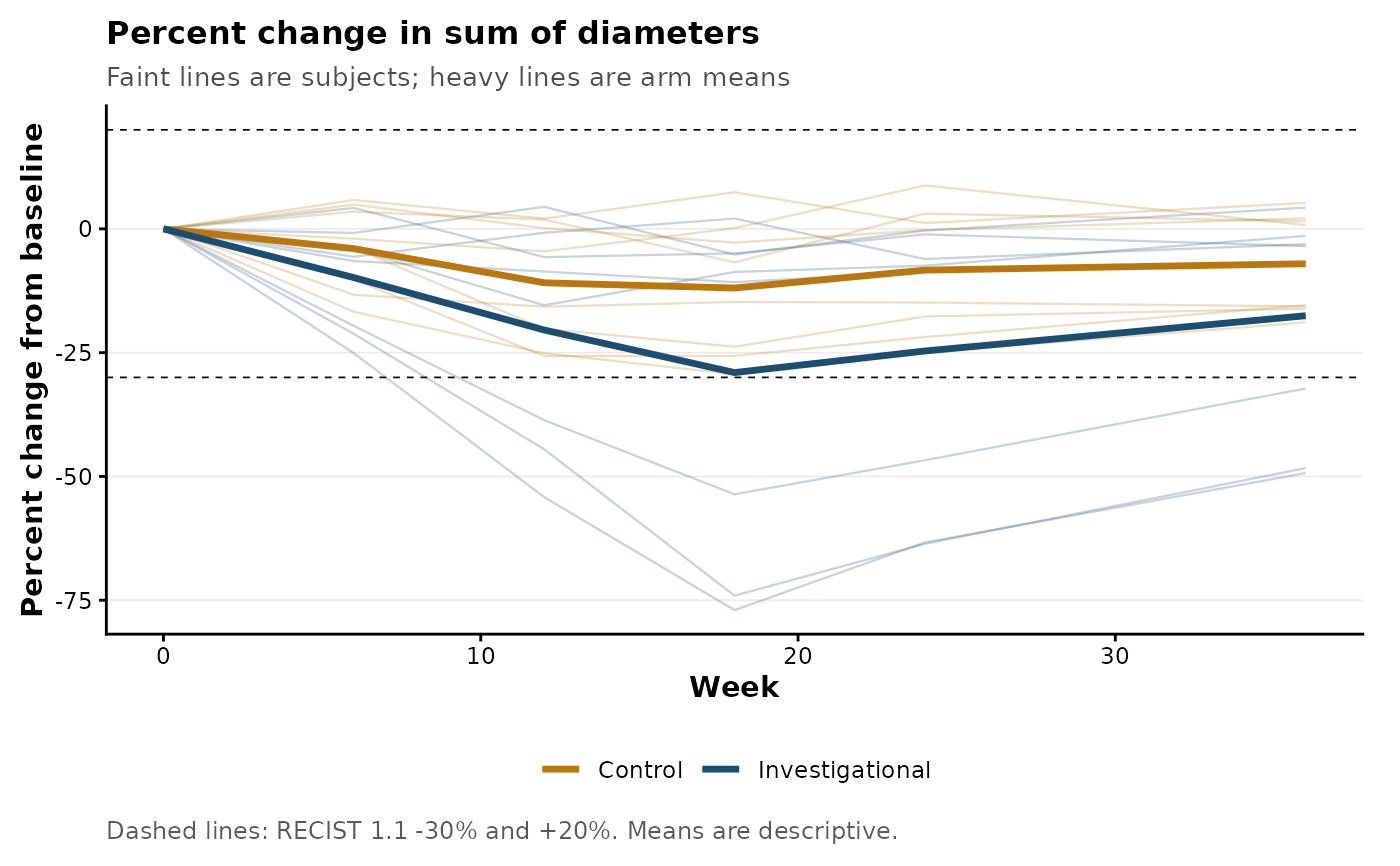 Percent change in sum of diameters
Faint lines are subjects; heavy lines are arm means
Percent change from baseline
0
-25
-50
-75
0 10 20 30
Week
Control Investigational
Dashed lines: RECIST 1.1 -30% and +20%. Means are descriptive.